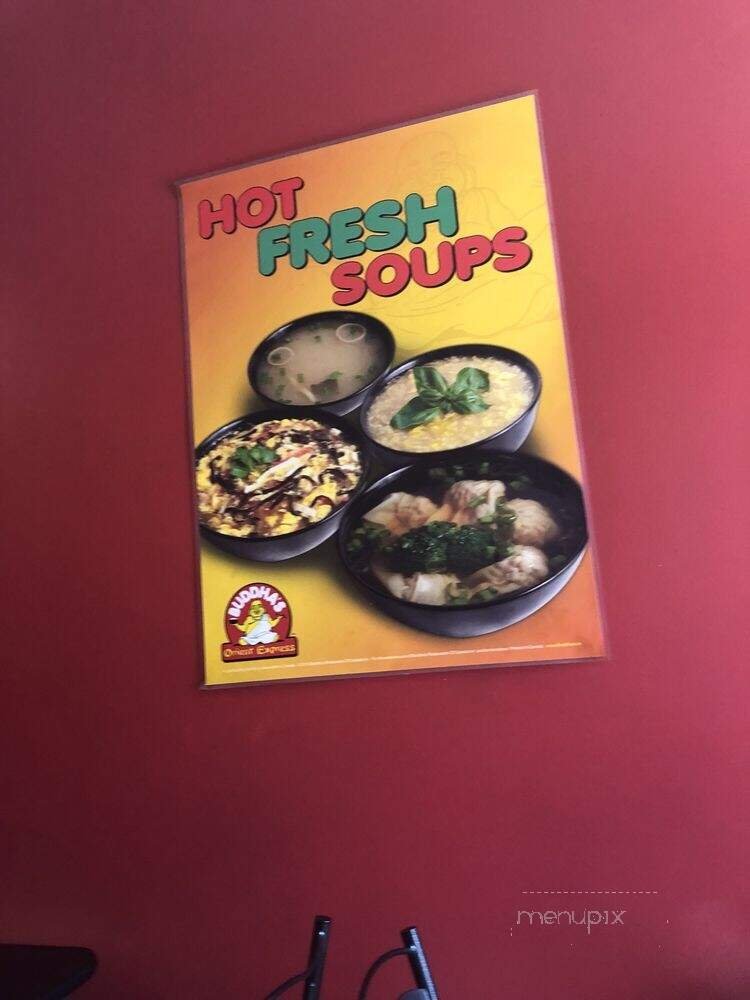 HOT
FRESH
SOUPS
BUDDHA'S
Orient Express
menupix